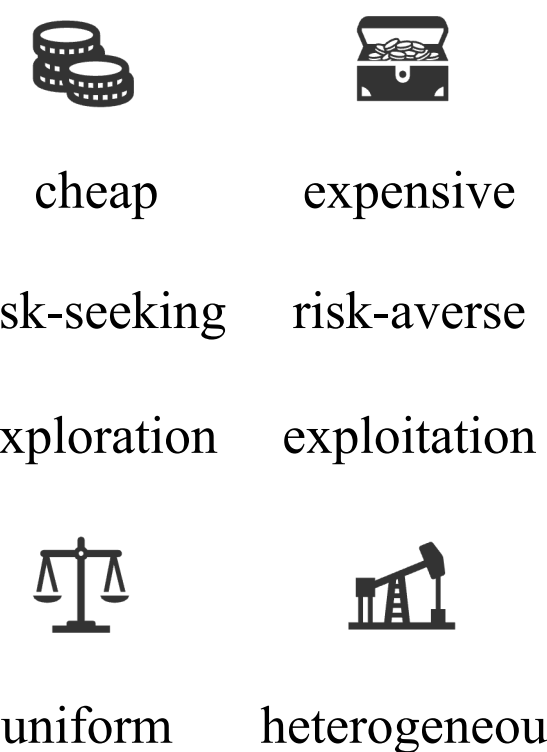 cheap expensive
sk-seeking risk-averse
xploration exploitation
uniform heterogeneou